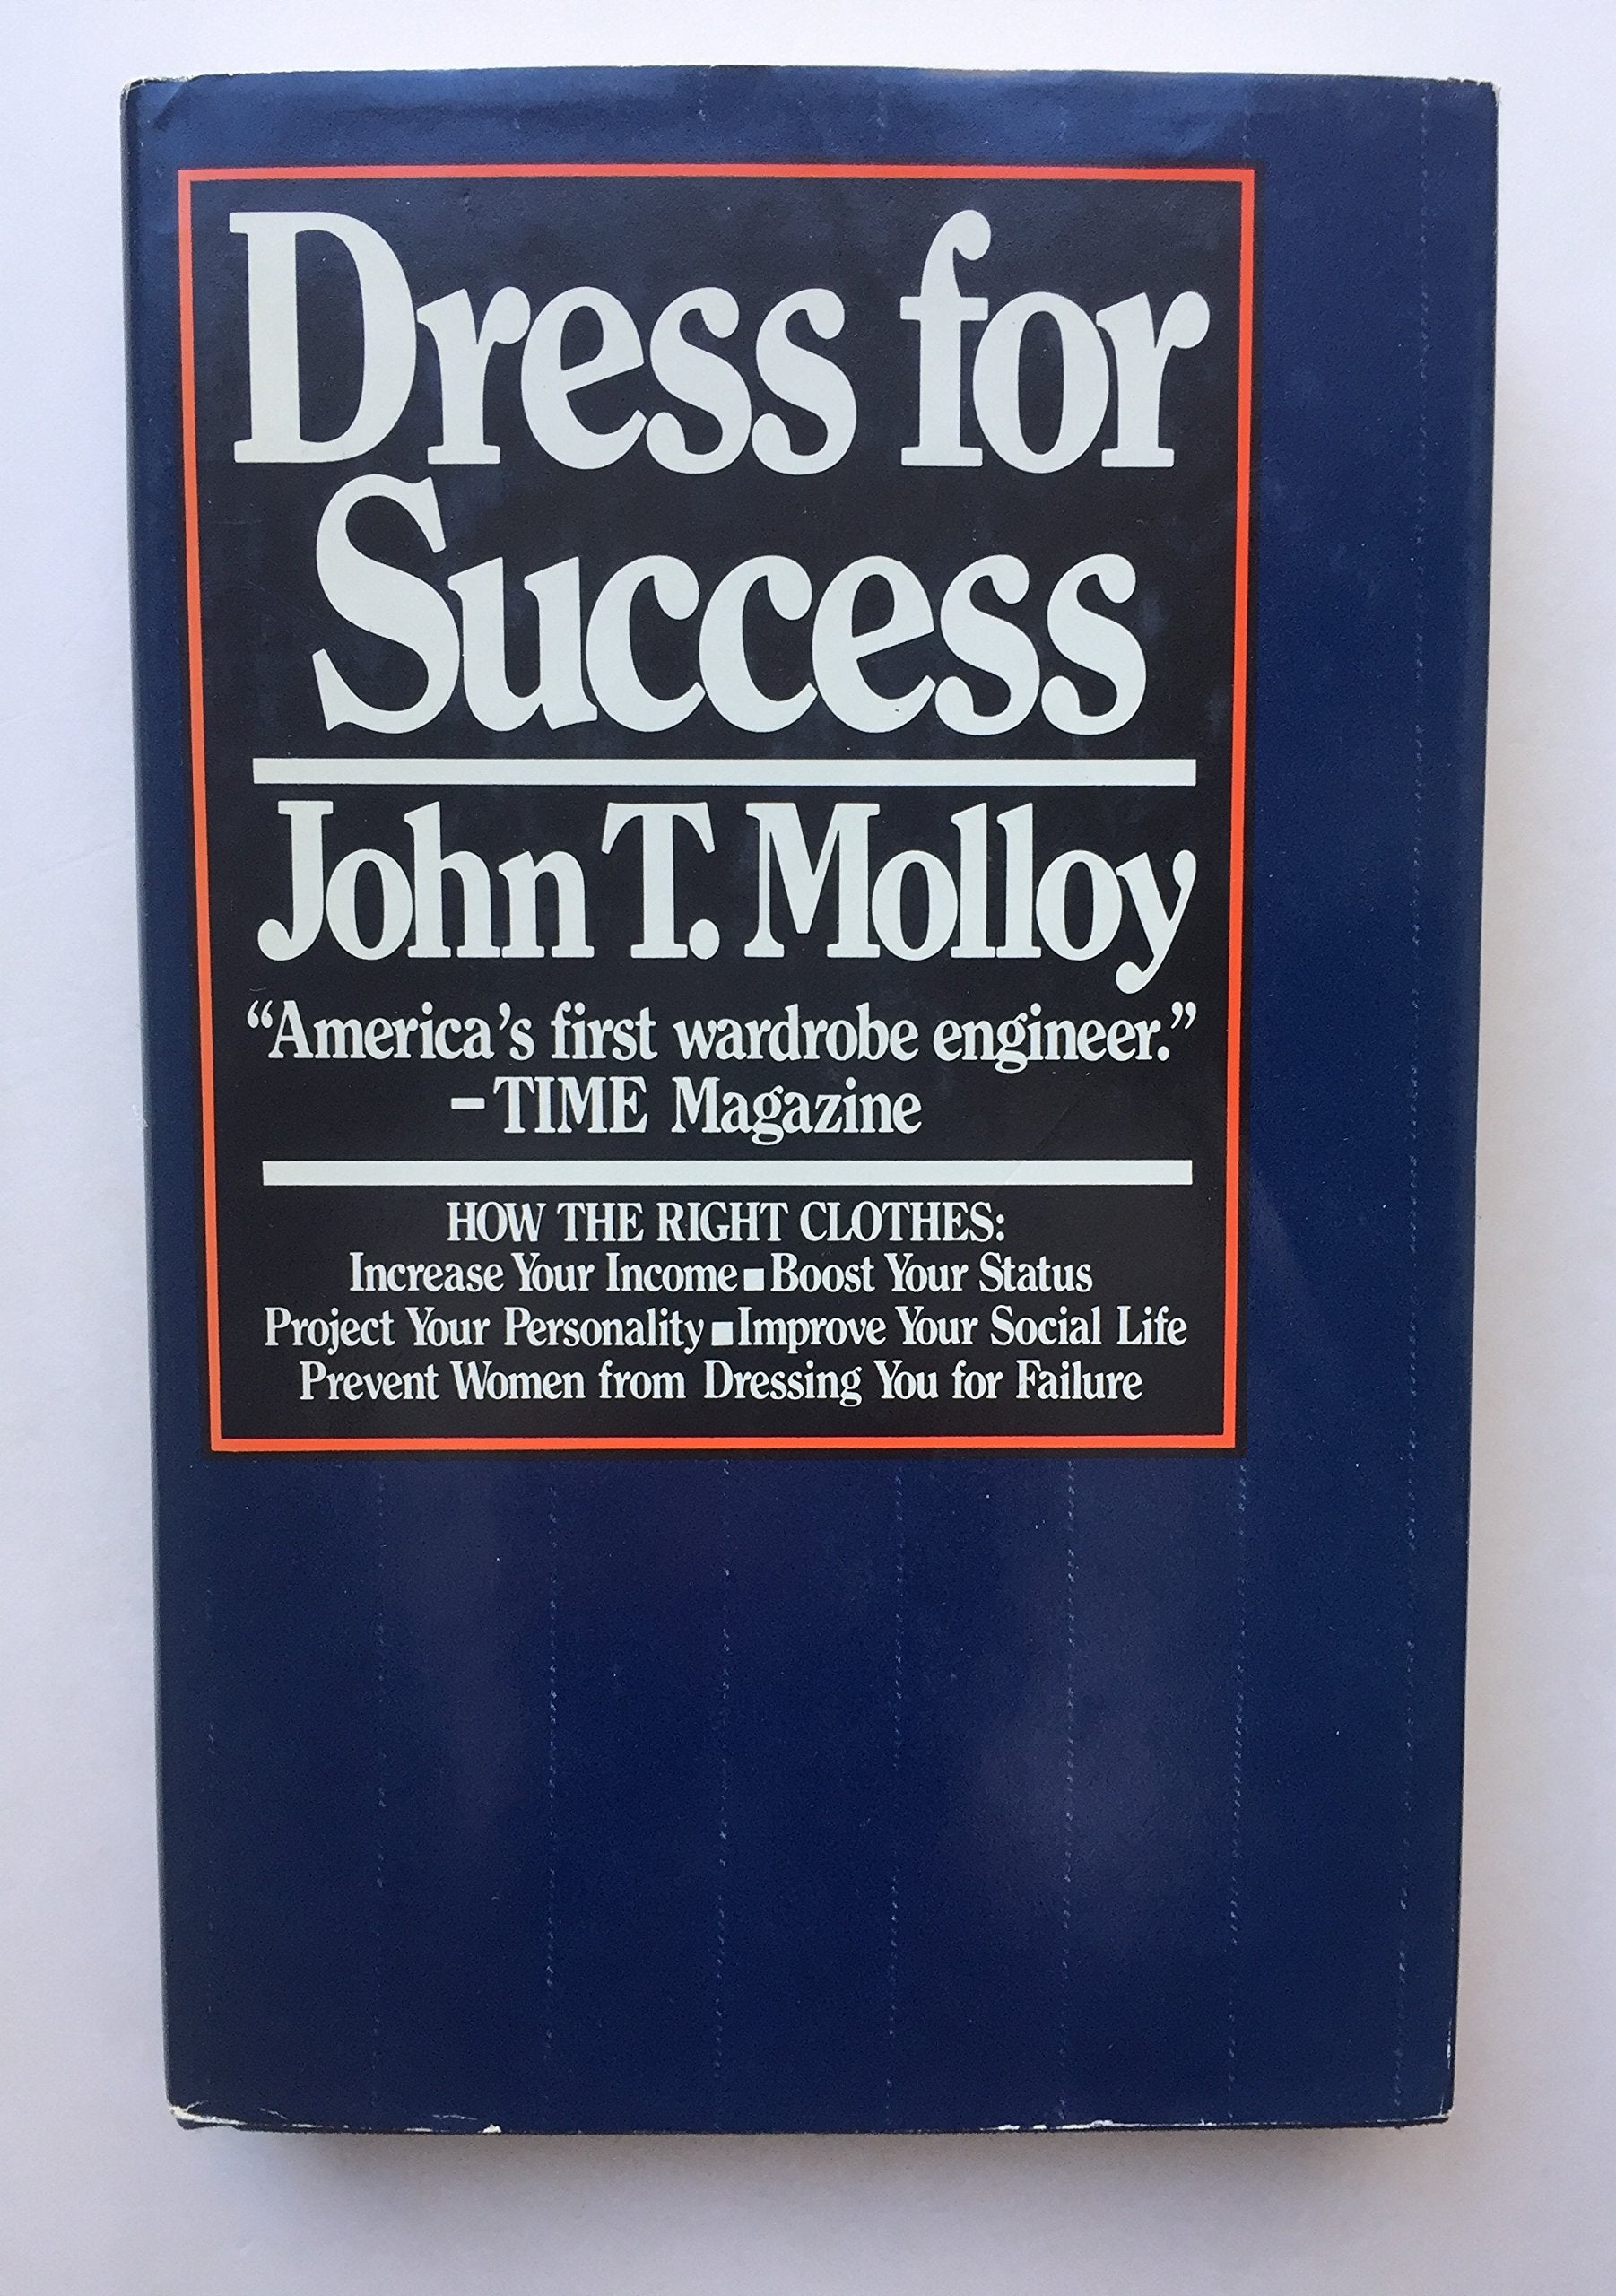 Dress for
Success
John T. Molloy
“America’s first wardrobe engineer.”
–TIME Magazine
HOW THE RIGHT CLOTHES:
Increase Your Income ■ Boost Your Status
Project Your Personality ■ Improve Your Social Life
Prevent Women from Dressing You for Failure